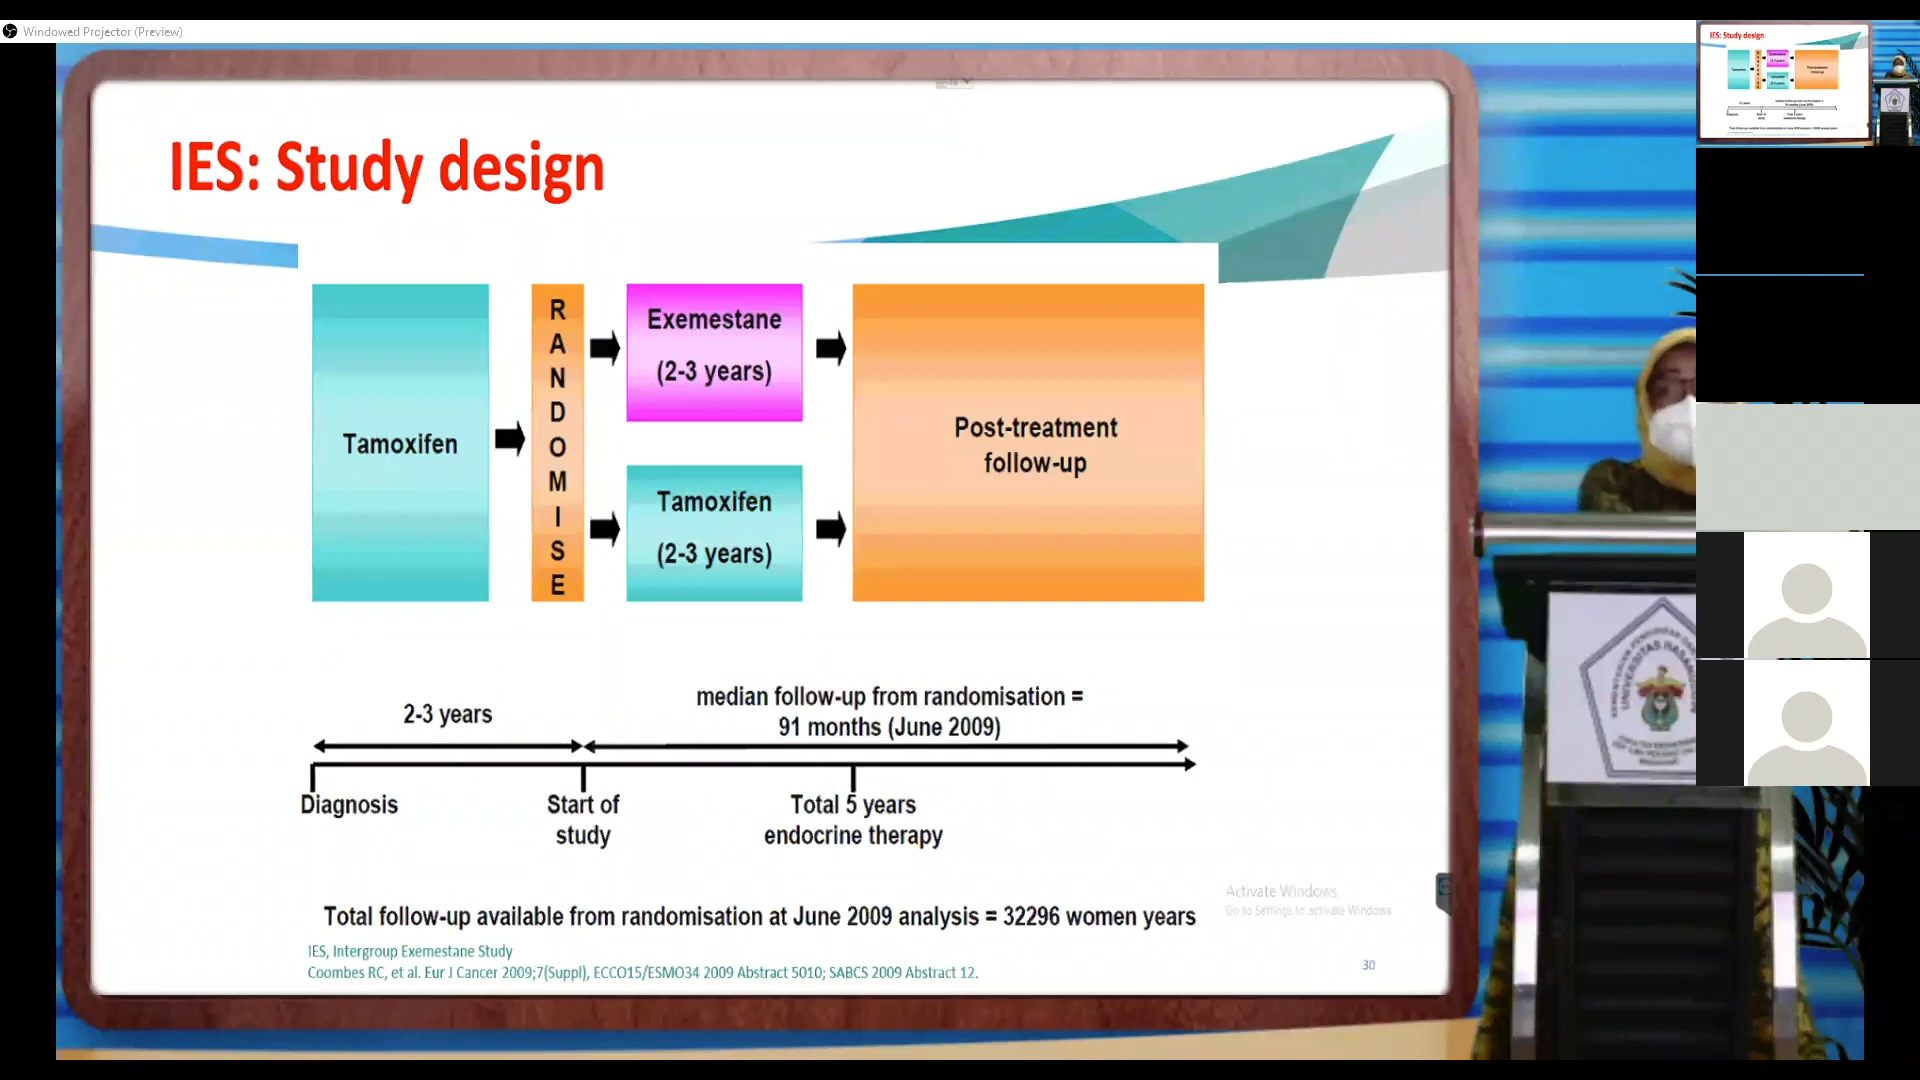 Windowed Projector (Preview)
IES: Study design
Tamoxifen
RANDOMISE
Exemestane
(2-3 years)
Tamoxifen
(2-3 years)
Post-treatment
follow-up
2-3 years
median follow-up from randomisation =
91 months (June 2009)
Diagnosis
Start of
study
Total 5 years
endocrine therapy
Total follow-up available from randomisation at June 2009 analysis = 32296 women years
Activate Windows
Go to Settings to activate Windows
IES, Intergroup Exemestane Study
Coombes RC, et al. Eur J Cancer 2009;7(Suppl), ECCO15/ESMO34 2009 Abstract 5010; SABCS 2009 Abstract 12.
30
IES: Study design